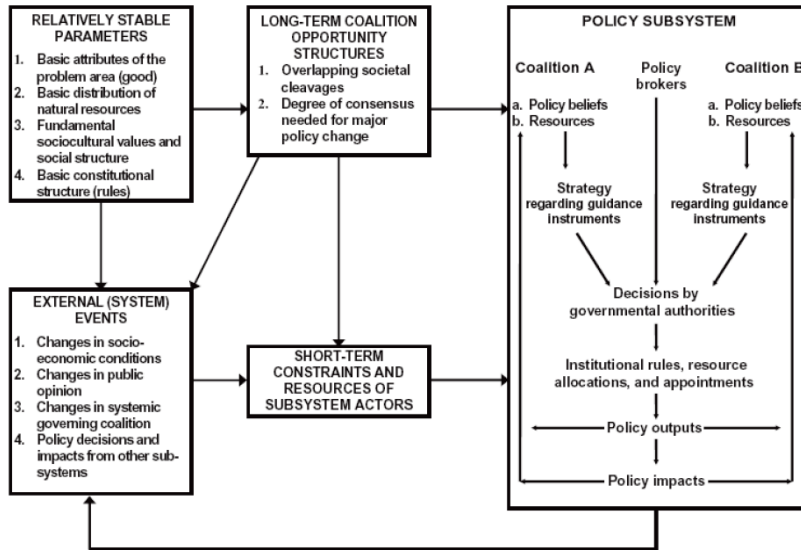 RELATIVELY STABLE
PARAMETERS
1. Basic attributes of the
problem area (good)
2. Basic distribution of
natural resources
3. Fundamental
sociocultural values and
social structure
4. Basic constitutional
structure (rules)
LONG-TERM COALITION
OPPORTUNITY
STRUCTURES
1. Overlapping societal
cleavages
2. Degree of consensus
needed for major
policy change
EXTERNAL (SYSTEM)
EVENTS
1. Changes in socio-
economic conditions
2. Changes in public
opinion
3. Changes in systemic
governing coalition
4. Policy decisions and
impacts from other sub-
systems
SHORT-TERM
CONSTRAINTS AND
RESOURCES OF
SUBSYSTEM ACTORS
POLICY SUBSYSTEM
Coalition A
a. Policy beliefs
b. Resources
Policy
brokers
Coalition B
a. Policy beliefs
b. Resources
Strategy
regarding guidance
instruments
Strategy
regarding guidance
instruments
Decisions by
governmental authorities
Institutional rules, resource
allocations, and appointments
Policy outputs
Policy impacts